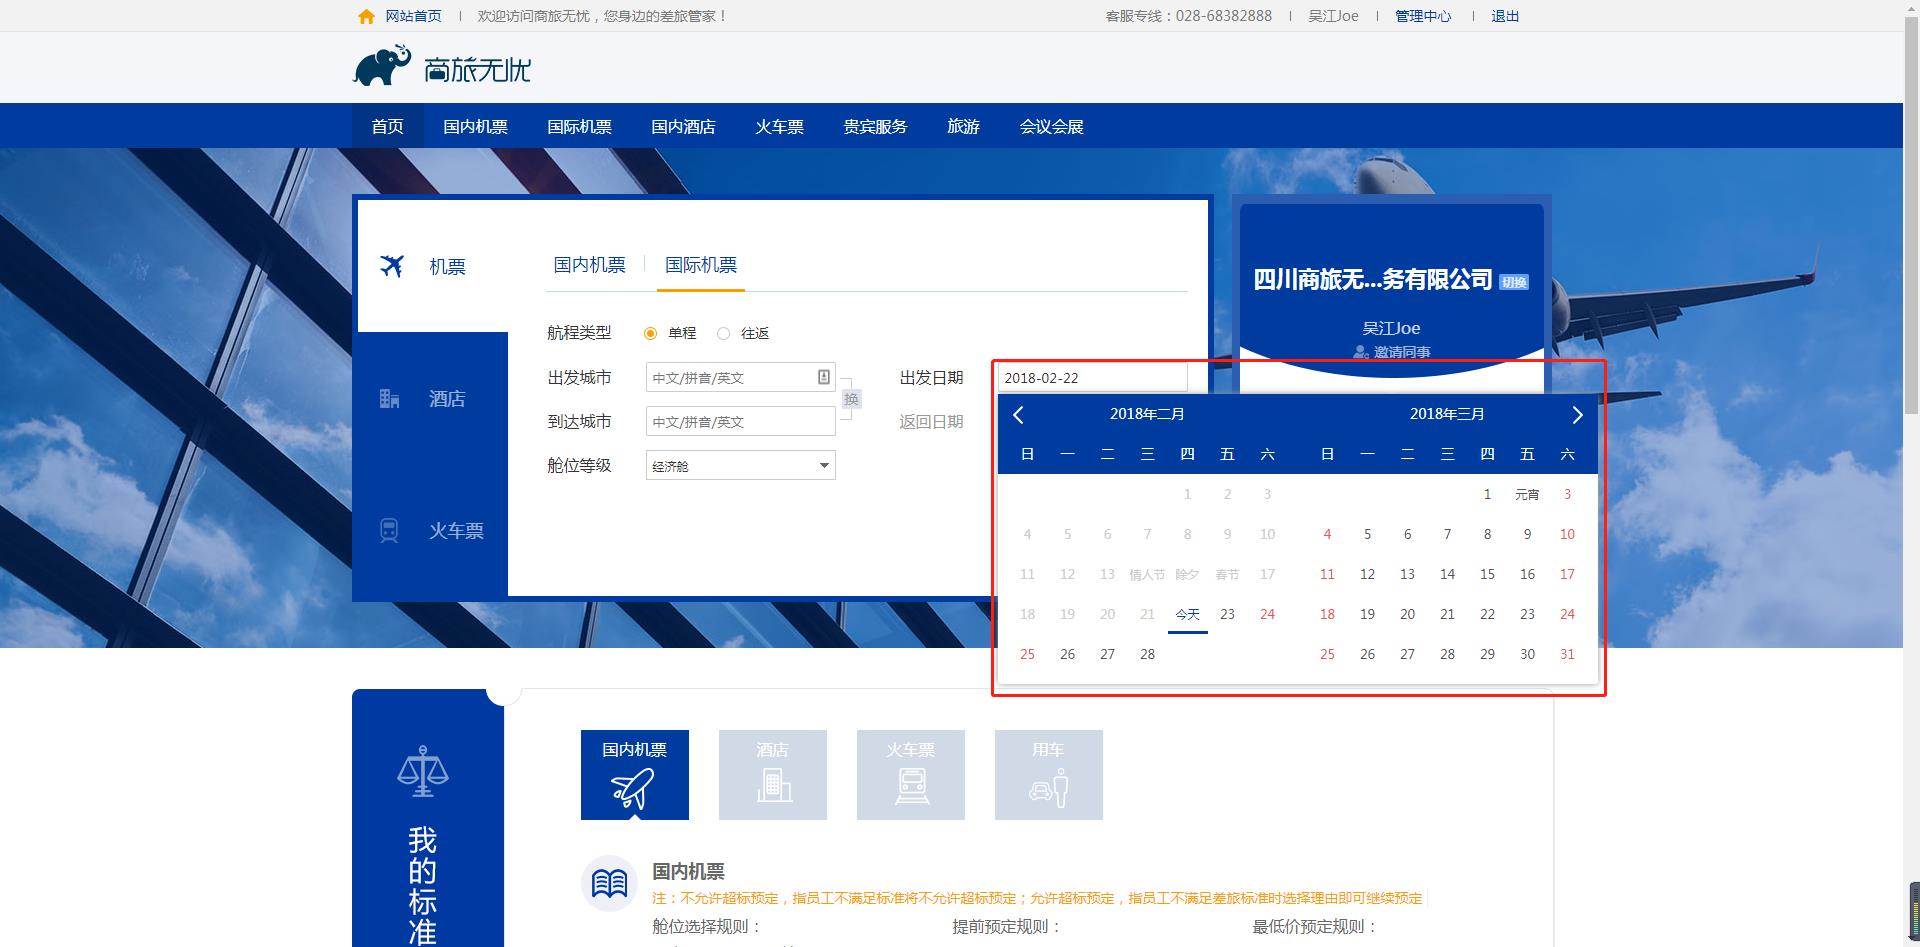 网站首页 | 欢迎访问商旅无忧，您身边的差旅管家！ 客服专线：028-68382888 | 吴江Joe | 管理中心 | 退出
商旅无忧
首页 国内机票 国际机票 国内酒店 火车票 贵宾服务 旅游 会议会展
机票
酒店
火车票
国内机票 | 国际机票
航程类型 单程 往返
出发城市 中文/拼音/英文 换 出发日期 2018-02-22
到达城市 中文/拼音/英文 返回日期
舱位等级 经济舱
四川商旅无...务有限公司 切换
吴江Joe
邀请同事
2018年二月 2018年三月
日 一 二 三 四 五 六 日 一 二 三 四 五 六
1 2 3 1 元宵 3
4 5 6 7 8 9 10 4 5 6 7 8 9 10
11 12 13 情人节 除夕 春节 17 11 12 13 14 15 16 17
18 19 20 21 今天 23 24 18 19 20 21 22 23 24
25 26 27 28 25 26 27 28 29 30 31
我的标准
国内机票 酒店 火车票 用车
国内机票
注：不允许超标预定，指员工不满足标准将不允许超标预定；允许超标预定，指员工不满足差旅标准时选择理由即可继续预定
舱位选择规则： 提前预定规则： 最低价预定规则：